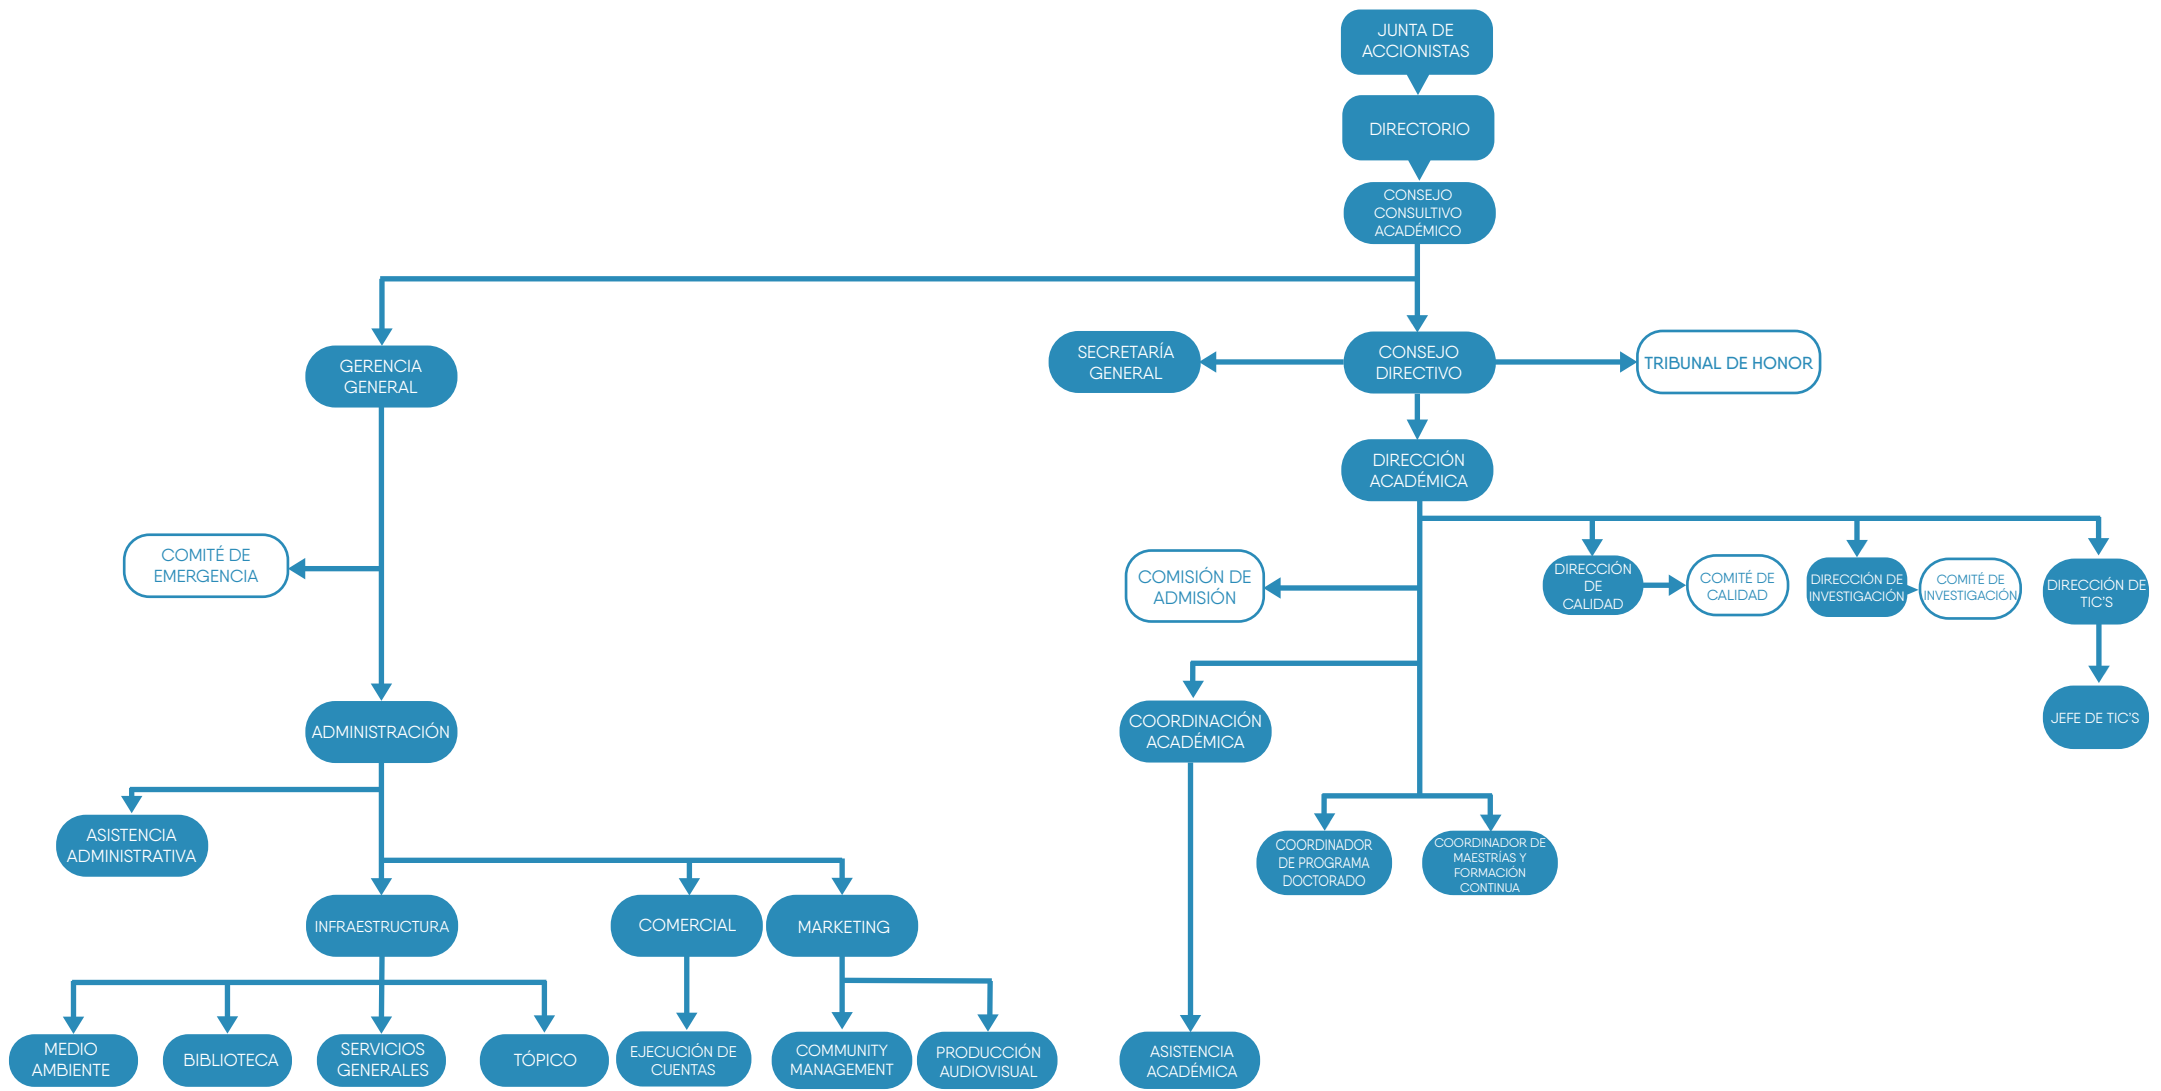 JUNTA DE
ACCIONISTAS
DIRECTORIO
CONSEJO
CONSULTIVO
ACADÉMICO
GERENCIA
GENERAL
SECRETARÍA
GENERAL
CONSEJO
DIRECTIVO
TRIBUNAL DE HONOR
DIRECCIÓN
ACADÉMICA
COMITÉ DE
EMERGENCIA
COMISIÓN DE
ADMISIÓN
DIRECCIÓN
DE
CALIDAD
COMITÉ DE
CALIDAD
DIRECCIÓN DE
INVESTIGACIÓN
COMITÉ DE
INVESTIGACIÓN
DIRECCIÓN DE
TIC'S
ADMINISTRACIÓN
COORDINACIÓN
ACADÉMICA
JEFE DE TIC'S
ASISTENCIA
ADMINISTRATIVA
COORDINADOR
DE PROGRAMA
DOCTORADO
COORDINADOR DE
MAESTRÍAS Y
FORMACIÓN
CONTINUA
INFRAESTRUCTURA
COMERCIAL
MARKETING
MEDIO
AMBIENTE
BIBLIOTECA
SERVICIOS
GENERALES
TÓPICO
EJECUCIÓN DE
CUENTAS
COMMUNITY
MANAGEMENT
PRODUCCIÓN
AUDIOVISUAL
ASISTENCIA
ACADÉMICA